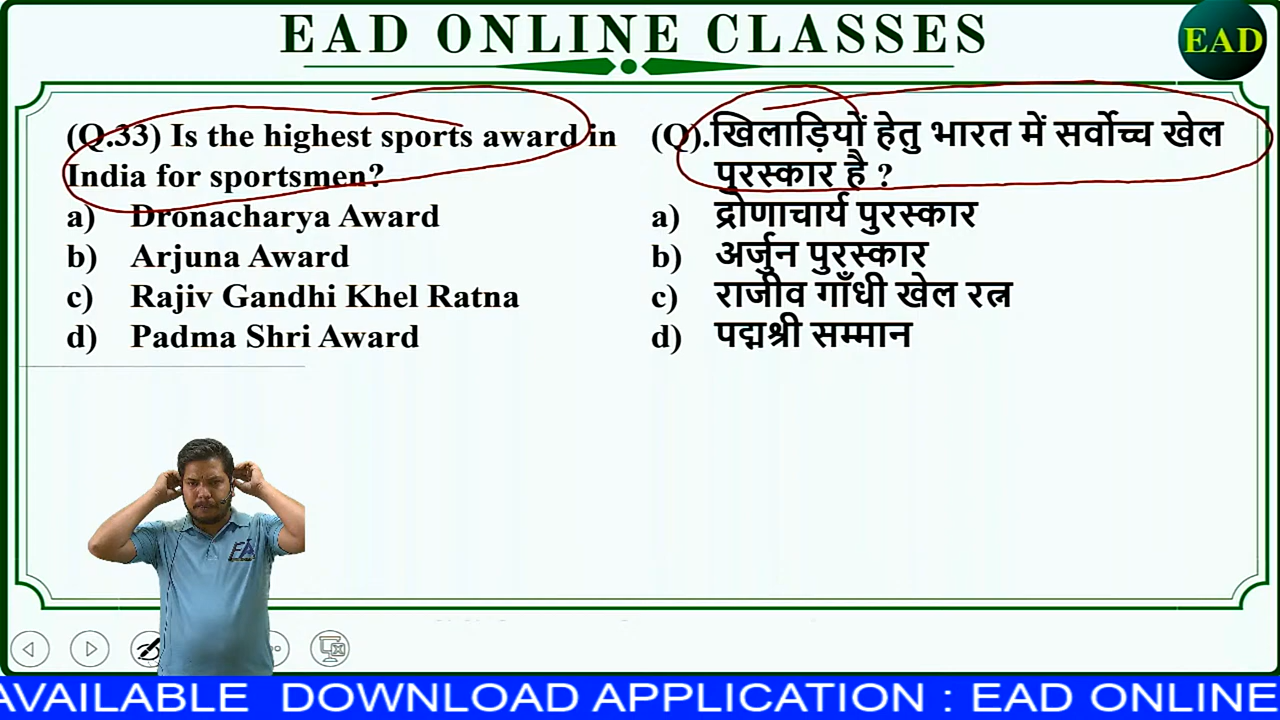 EAD ONLINE CLASSES
EAD
(Q.33) Is the highest sports award in
India for sportsmen?
a) Dronacharya Award
b) Arjuna Award
c) Rajiv Gandhi Khel Ratna
d) Padma Shri Award
(Q).खिलाड़ियों हेतु भारत में सर्वोच्च खेल
पुरस्कार है ?
a) द्रोणाचार्य पुरस्कार
b) अर्जुन पुरस्कार
c) राजीव गाँधी खेल रत्न
d) पद्मश्री सम्मान
AVAILABLE DOWNLOAD APPLICATION : EAD ONLINE